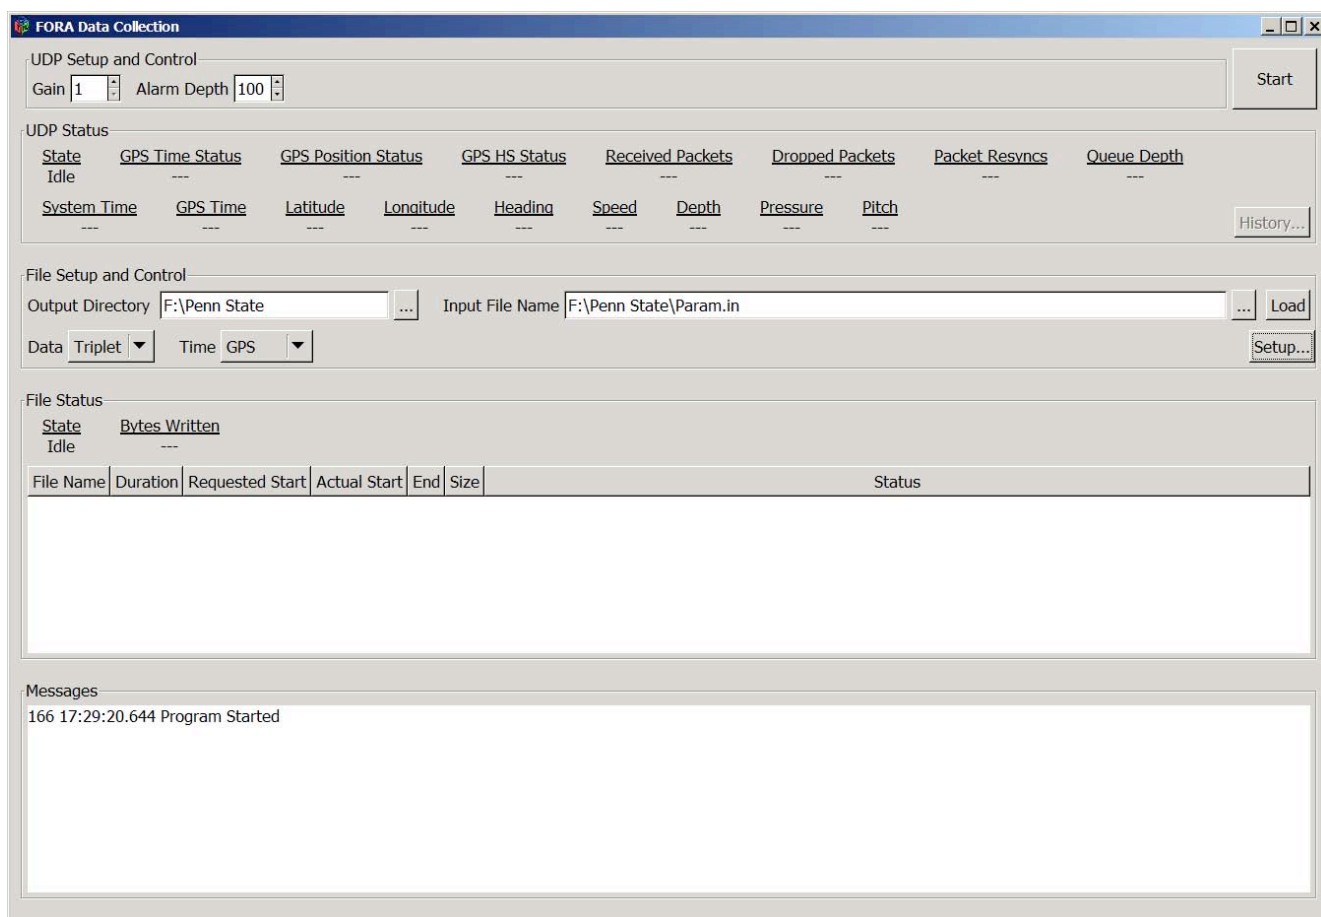 FORA Data Collection
UDP Setup and Control
Gain 1 Alarm Depth 100 Start
UDP Status
State GPS Time Status GPS Position Status GPS HS Status Received Packets Dropped Packets Packet Resyncs Queue Depth
Idle --- --- --- --- --- --- ---
System Time GPS Time Latitude Longitude Heading Speed Depth Pressure Pitch
--- --- --- --- --- --- --- --- --- History...
File Setup and Control
Output Directory F:\Penn State ... Input File Name F:\Penn State\Param.in ... Load
Data Triplet Time GPS Setup...
File Status
State Bytes Written
Idle ---
File Name Duration Requested Start Actual Start End Size Status
Messages
166 17:29:20.644 Program Started